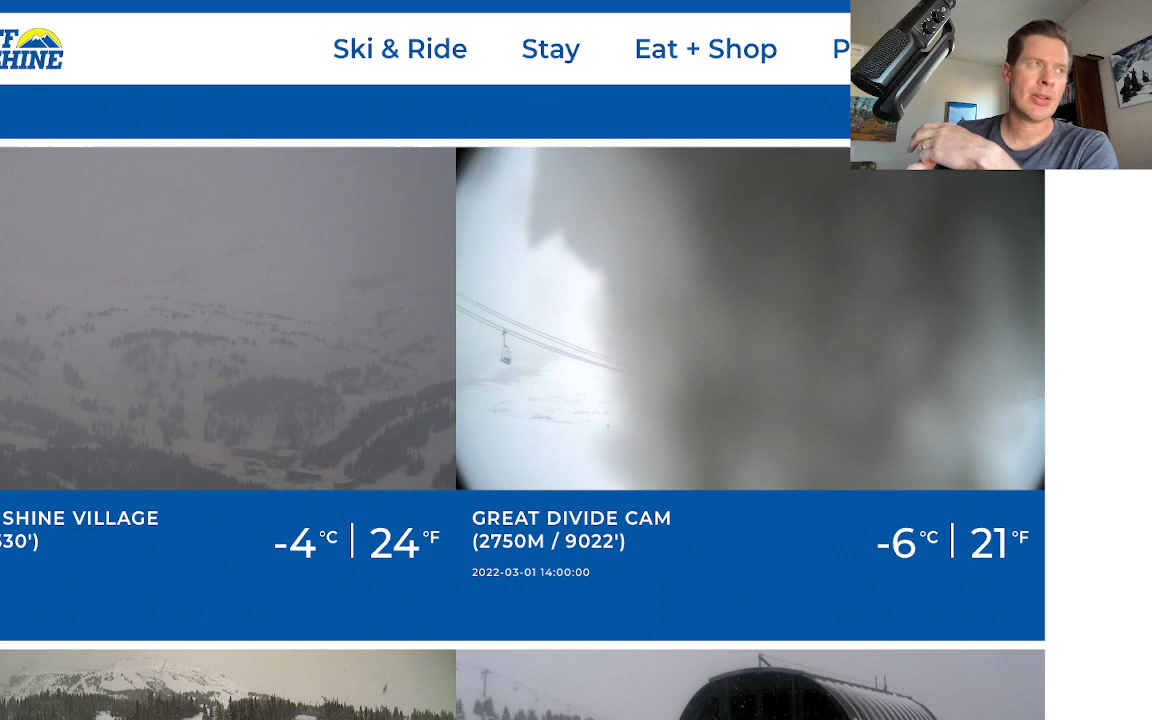 Ski & Ride Stay Eat + Shop
SHINE VILLAGE
-4°C | 24°F
GREAT DIVIDE CAM
(2750M / 9022')
-6°C | 21°F
2022-03-01 14:00:00